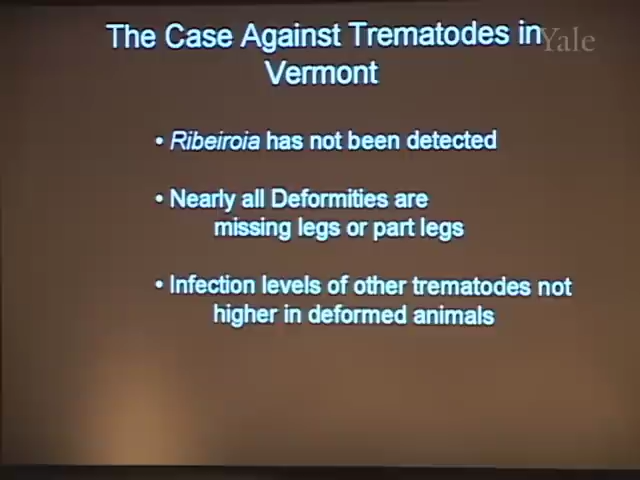 The Case Against Trematodes in
Yale
Vermont
• Ribeiroia has not been detected
• Nearly all Deformities are
missing legs or part legs
• Infection levels of other trematodes not
higher in deformed animals